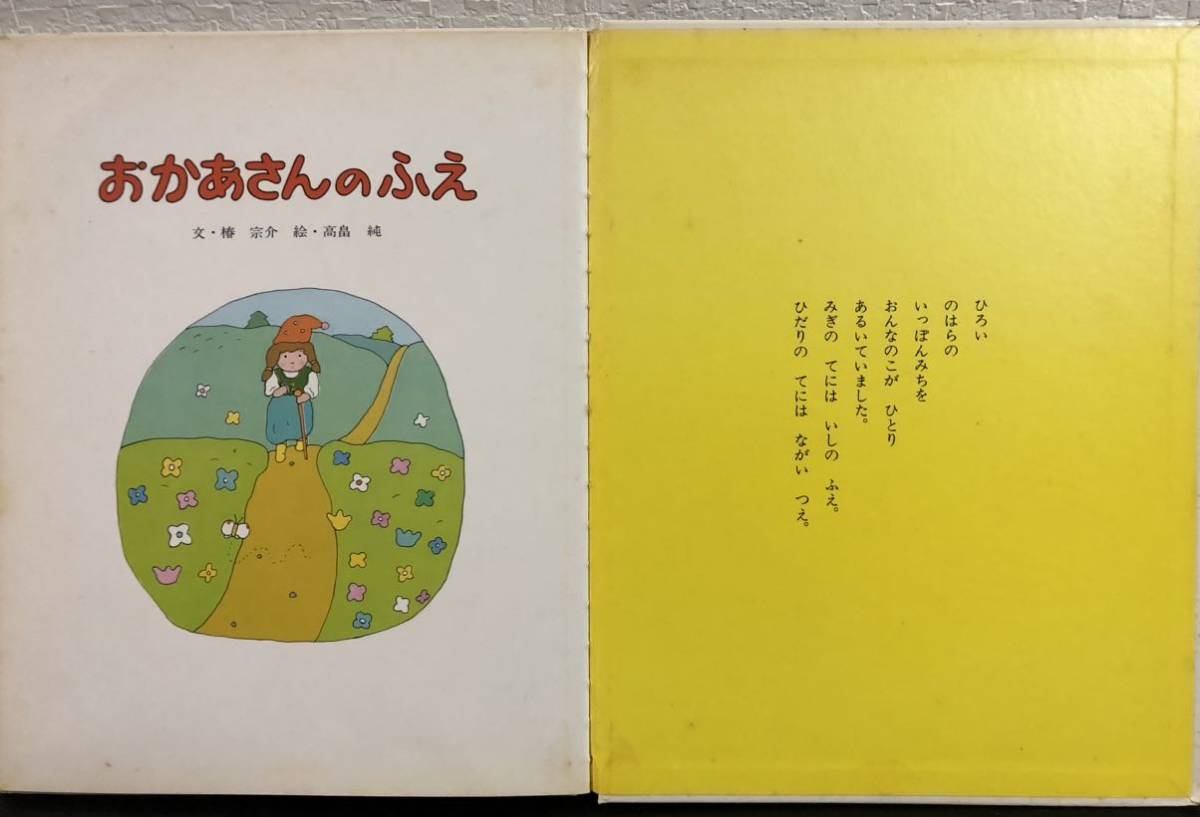 おかあさんのふえ
文・椿 宗介 絵・高畠 純
ひろい
のはらの
いっぽんみちを
おんなのこが ひとり
あるいていました。
みぎの てには いしの ふえ。
ひだりの てには ながい つえ。